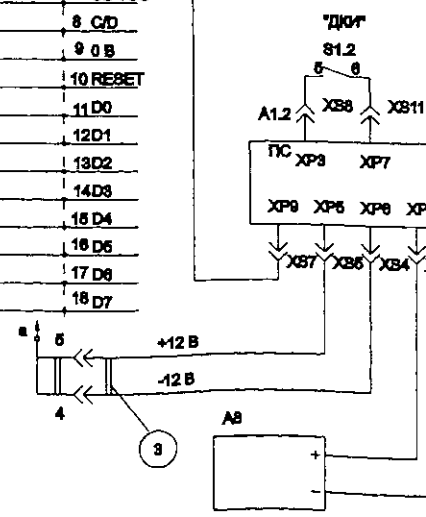 8 C/D
9 0 В
10 RESET
11 D0
12 D1
13 D2
14 D3
15 D4
16 D5
17 D6
18 D7
"ДКИ"
S1.2
5 6
A1.2 XS8 XS11
ПС XP3 XP7
XP9 XP5 XP6
XS7 XS5 XS4
а 5
+12 В
-12 В
4
3
A3
+
-